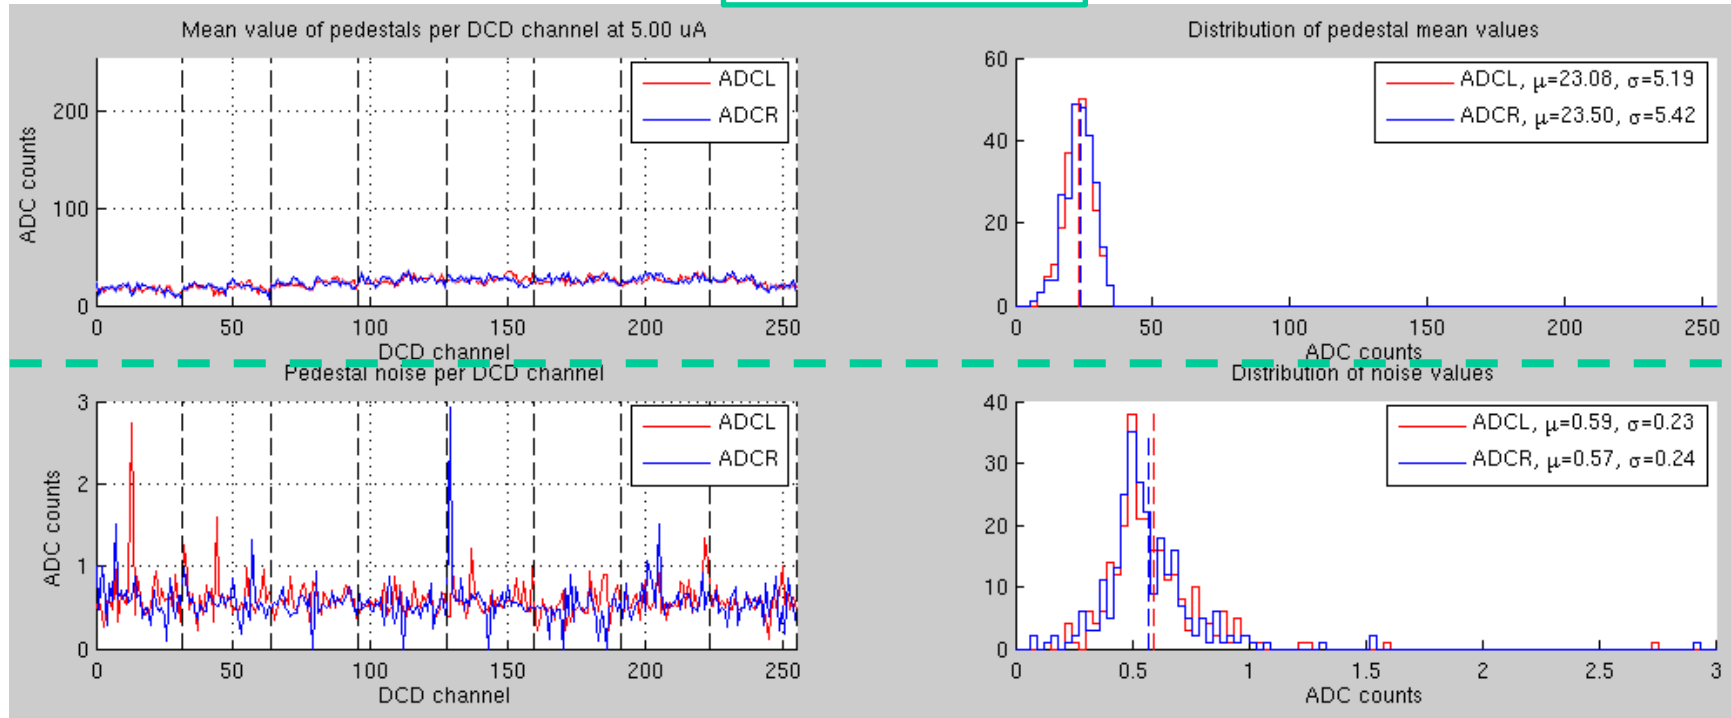 Mean value of pedestals per DCD channel at 5.00 uA
ADCL
ADCR
200
100
0
ADC counts
0 50 100 150 200 250
DCD channel
Distribution of pedestal mean values
ADCL, μ=23.08, σ=5.19
ADCR, μ=23.50, σ=5.42
60
40
20
0
0 50 100 150 200 250
ADC counts
Pedestal noise per DCD channel
ADCL
ADCR
3
2
1
0
ADC counts
0 50 100 150 200 250
DCD channel
Distribution of noise values
ADCL, μ=0.59, σ=0.23
ADCR, μ=0.57, σ=0.24
40
30
20
10
0
0 0.5 1 1.5 2 2.5 3
ADC counts